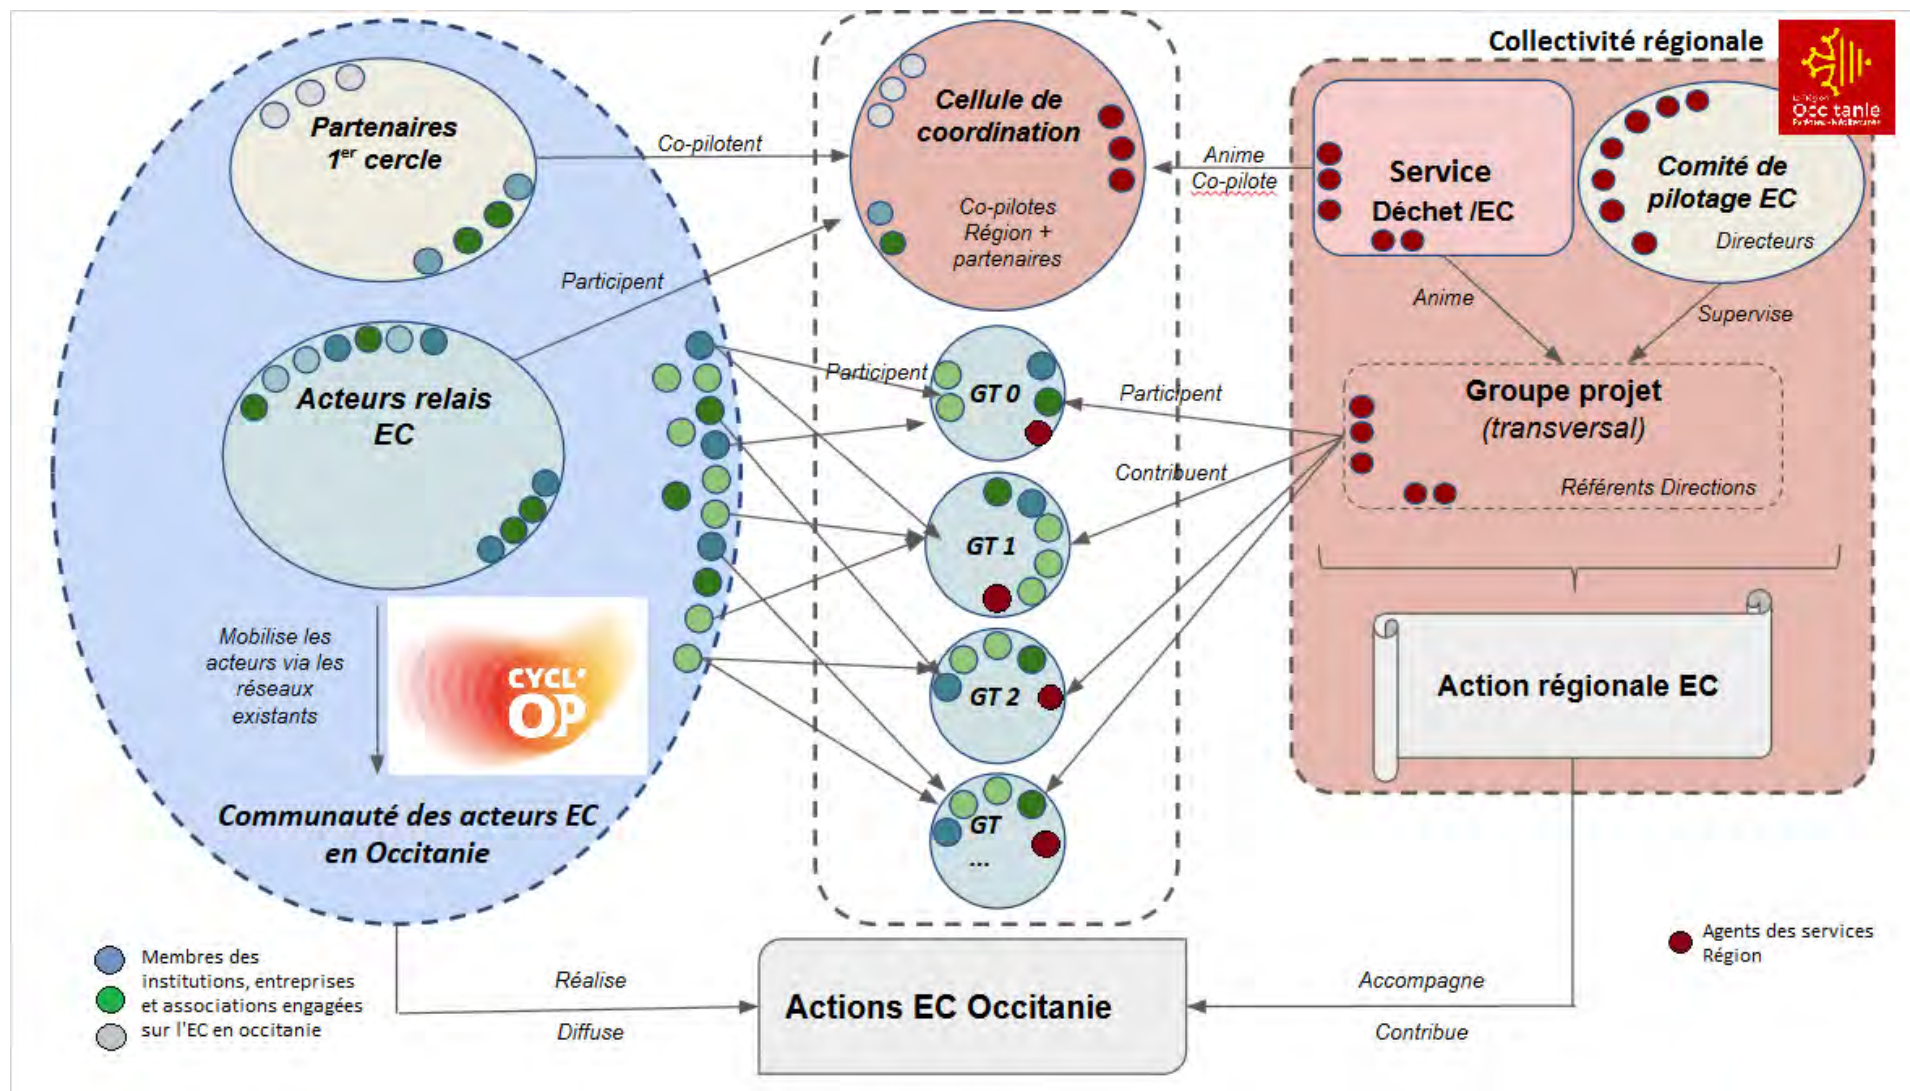 Collectivité régionale
Occitanie
Partenaires
1er cercle
Co-pilotent
Cellule de
coordination
Co-pilotes
Région +
partenaires
Anime
Co-pilote
Service
Déchet /EC
Comité de
pilotage EC
Directeurs
Participent
Anime
Supervise
Acteurs relais
EC
Participent
GT 0
Participent
Groupe projet
(transversal)
Référents Directions
Contribuent
GT 1
Mobilise les
acteurs via les
réseaux
existants
CYCL'
OP
GT 2
Action régionale EC
GT
...
Communauté des acteurs EC
en Occitanie
Membres des
institutions, entreprises
et associations engagées
sur l'EC en occitanie
Réalise
Diffuse
Actions EC Occitanie
Accompagne
Contribue
Agents des services
Région